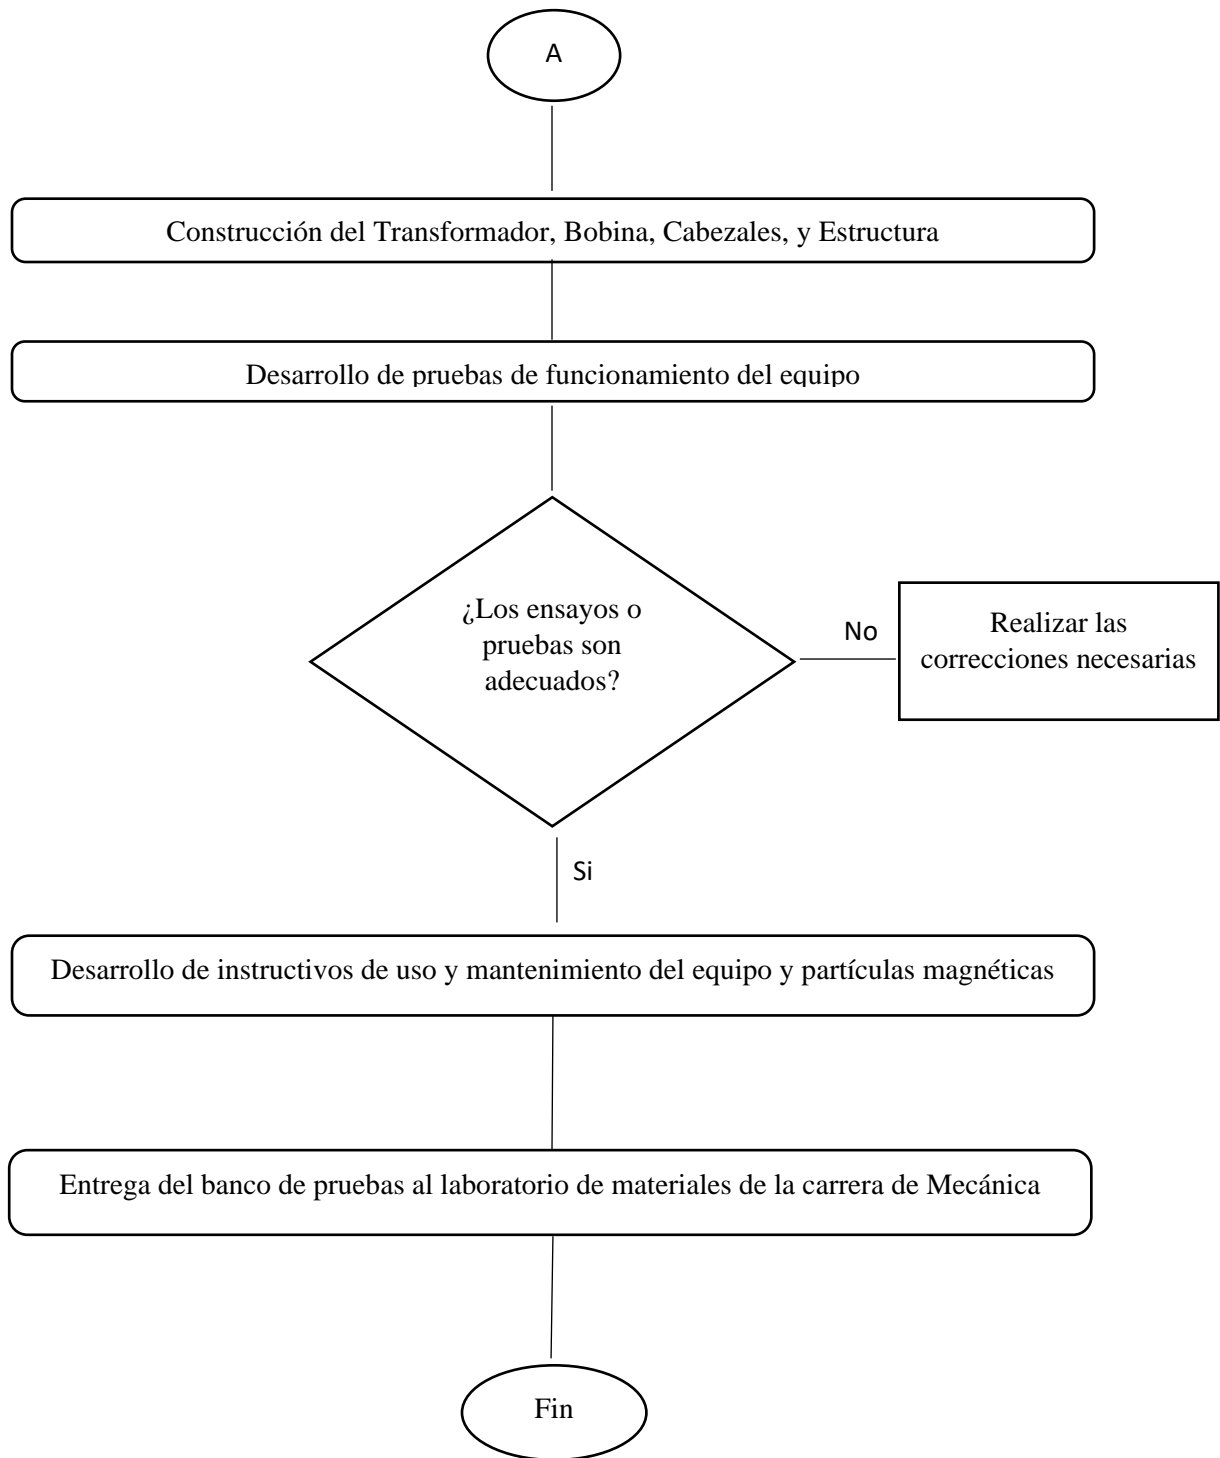 A
Construcción del Transformador, Bobina, Cabezales, y Estructura
Desarrollo de pruebas de funcionamiento del equipo
¿Los ensayos o
pruebas son
adecuados?
No
Realizar las
correcciones necesarias
Si
Desarrollo de instructivos de uso y mantenimiento del equipo y partículas magnéticas
Entrega del banco de pruebas al laboratorio de materiales de la carrera de Mecánica
Fin